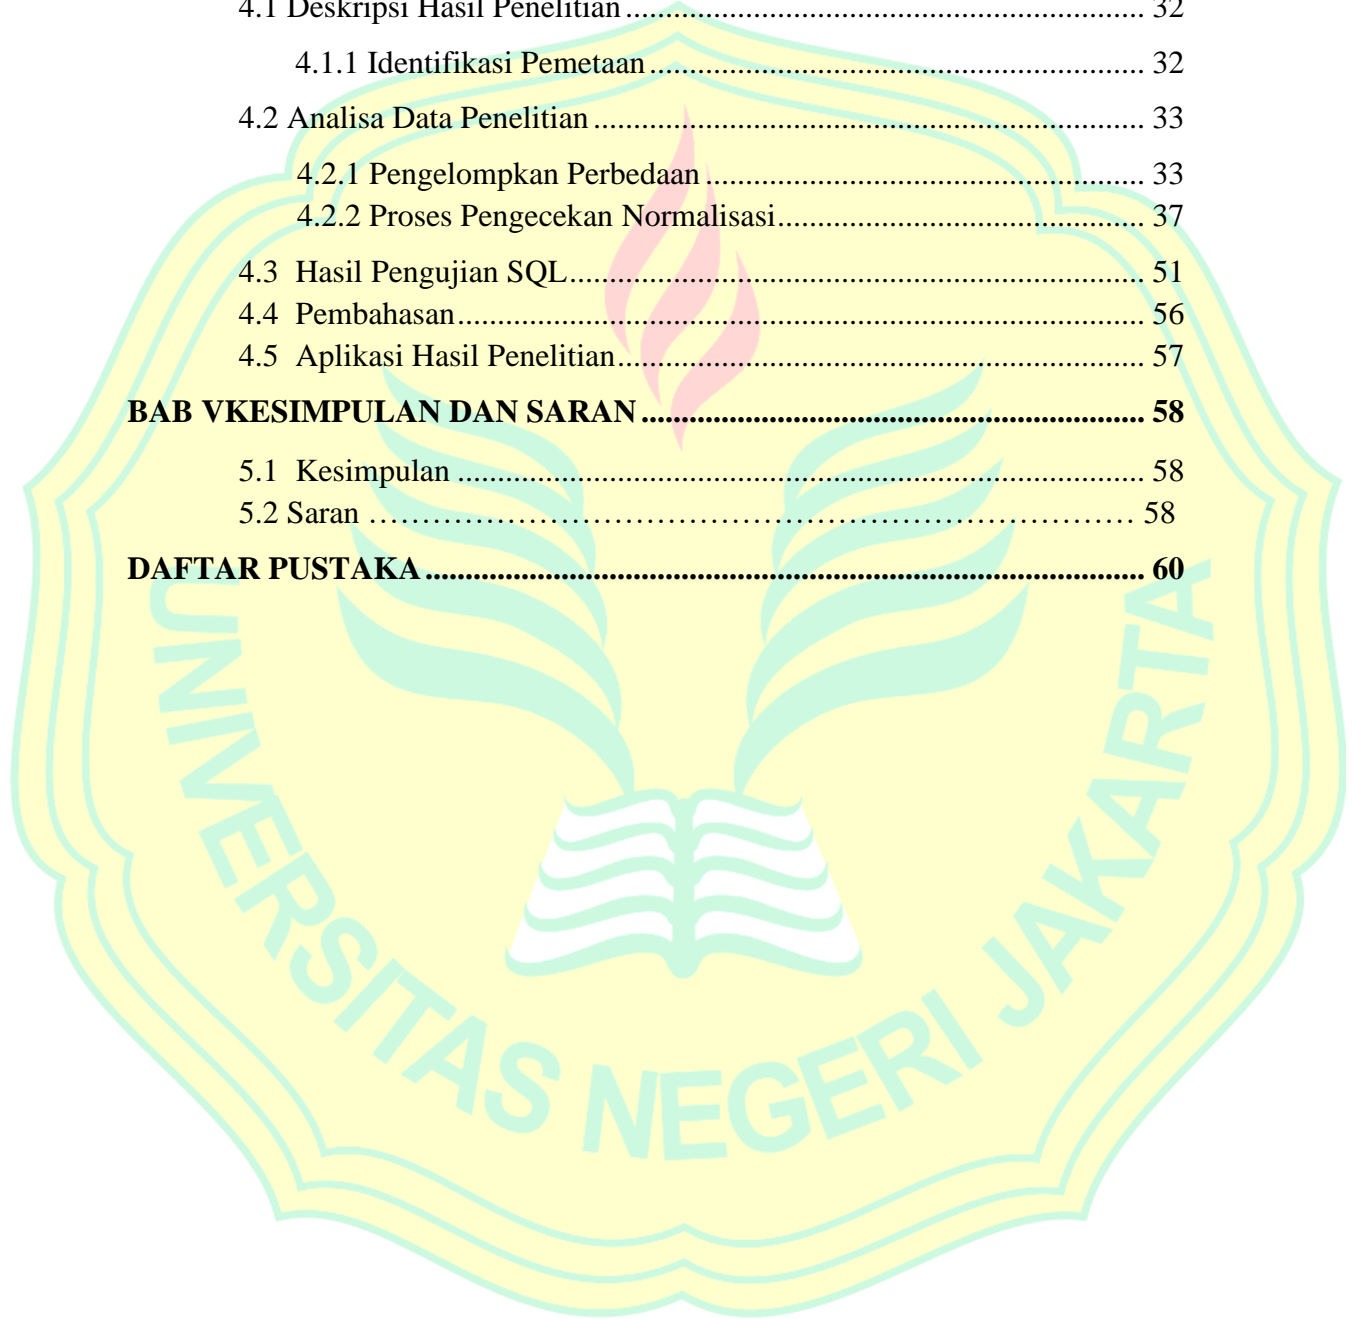 4.1 Deskripsi Hasil Penelitian ................................................................. 32
4.1.1 Identifikasi Pemetaan .............................................................. 32
4.2 Analisa Data Penelitian ..................................................................... 33
4.2.1 Pengelompkan Perbedaan ....................................................... 33
4.2.2 Proses Pengecekan Normalisasi .............................................. 37
4.3 Hasil Pengujian SQL ........................................................................ 51
4.4 Pembahasan ...................................................................................... 56
4.5 Aplikasi Hasil Penelitian .................................................................. 57
BAB VKESIMPULAN DAN SARAN ................................................................ 58
5.1 Kesimpulan ...................................................................................... 58
5.2 Saran …………………………………………………………… 58
DAFTAR PUSTAKA ........................................................................................... 60
UNIVERSITAS NEGERI JAKARTA